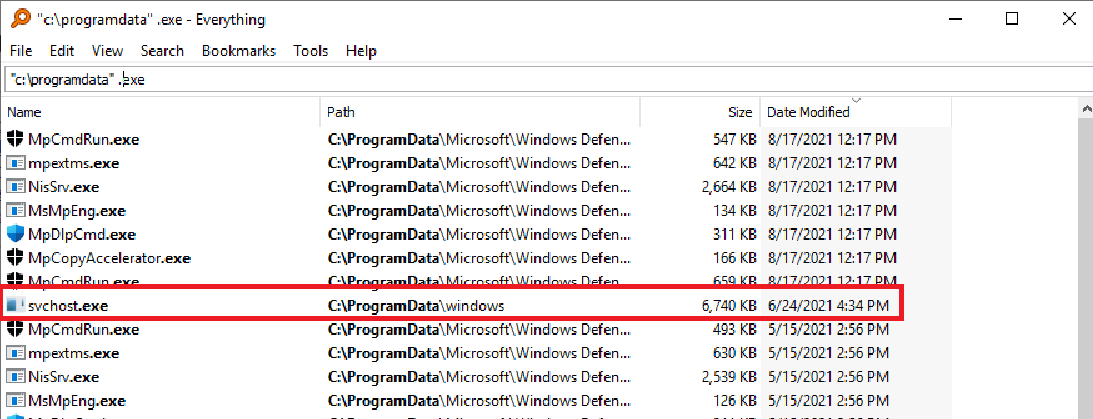 "c:\programdata" .exe - Everything
File Edit View Search Bookmarks Tools Help
"c:\programdata" .exe
Name Path Size Date Modified
MpCmdRun.exe C:\ProgramData\Microsoft\Windows Defen... 547 KB 8/17/2021 12:17 PM
mpextms.exe C:\ProgramData\Microsoft\Windows Defen... 642 KB 8/17/2021 12:17 PM
NisSrv.exe C:\ProgramData\Microsoft\Windows Defen... 2,664 KB 8/17/2021 12:17 PM
MsMpEng.exe C:\ProgramData\Microsoft\Windows Defen... 134 KB 8/17/2021 12:17 PM
MpDlpCmd.exe C:\ProgramData\Microsoft\Windows Defen... 311 KB 8/17/2021 12:17 PM
MpCopyAccelerator.exe C:\ProgramData\Microsoft\Windows Defen... 166 KB 8/17/2021 12:17 PM
MpCmdRun.exe C:\ProgramData\Microsoft\Windows Defen... 659 KB 8/17/2021 12:17 PM
svchost.exe C:\ProgramData\windows 6,740 KB 6/24/2021 4:34 PM
MpCmdRun.exe C:\ProgramData\Microsoft\Windows Defen... 493 KB 5/15/2021 2:56 PM
mpextms.exe C:\ProgramData\Microsoft\Windows Defen... 630 KB 5/15/2021 2:56 PM
NisSrv.exe C:\ProgramData\Microsoft\Windows Defen... 2,539 KB 5/15/2021 2:56 PM
MsMpEng.exe C:\ProgramData\Microsoft\Windows Defen... 126 KB 5/15/2021 2:56 PM